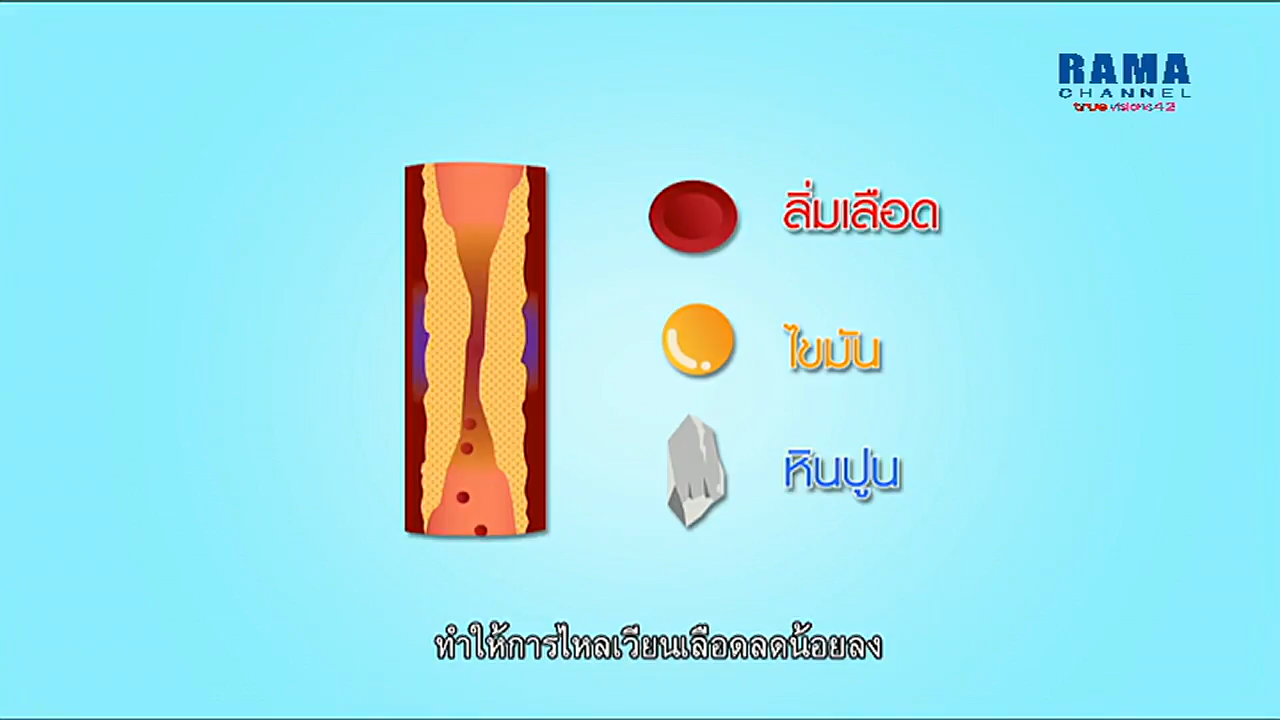 RAMA
CHANNEL
true visions 42
ลิ่มเลือด
ไขมัน
หินปูน
ทำให้การไหลเวียนเลือดลดน้อยลง